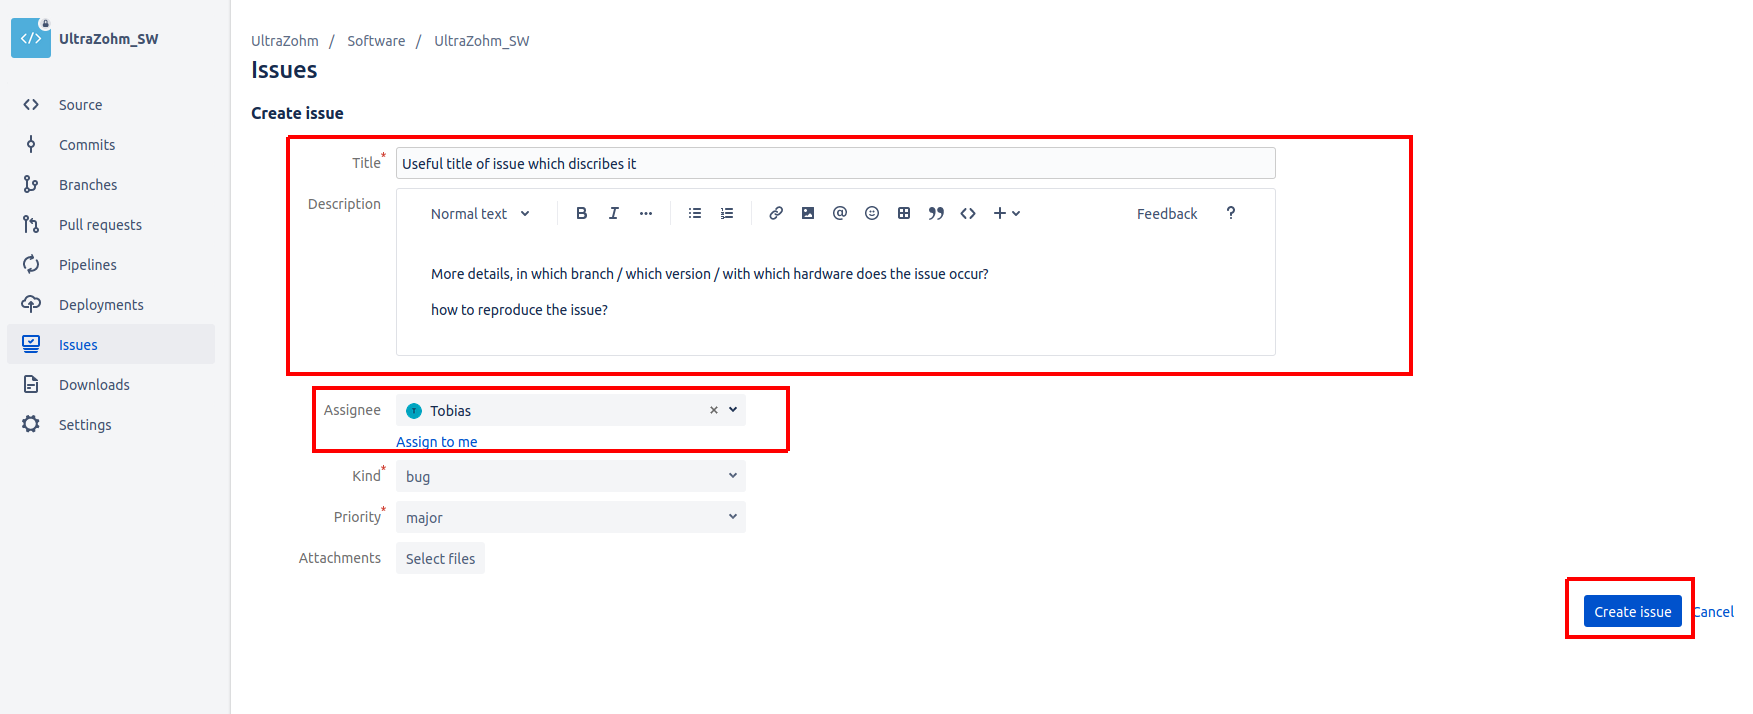 UltraZohm_SW
Source
Commits
Branches
Pull requests
Pipelines
Deployments
Issues
Downloads
Settings
UltraZohm / Software / UltraZohm_SW
Issues
Create issue
Title* Useful title of issue which discribes it
Description
Normal text B I ••• @ <> + Feedback ?
More details, in which branch / which version / with which hardware does the issue occur?
how to reproduce the issue?
Assignee T Tobias ×
Assign to me
Kind* bug
Priority* major
Attachments Select files
Create issue Cancel